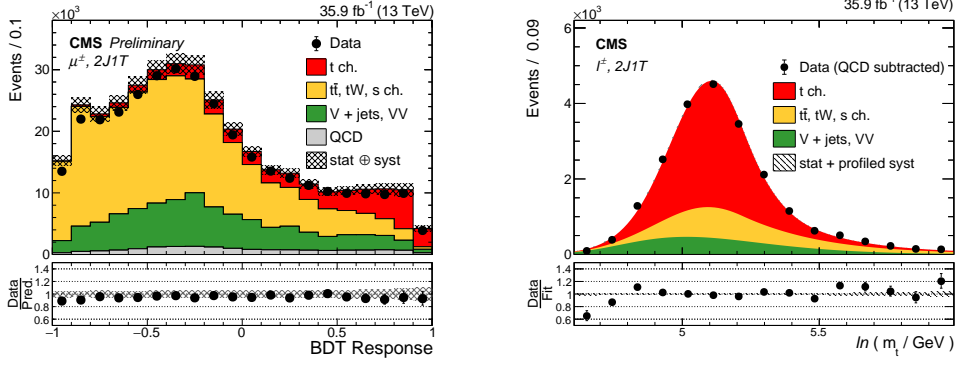 35.9 fb⁻¹ (13 TeV)
×10³
CMS Preliminary
μ±, 2J1T
Data
t ch.
tt̄, tW, s ch.
V + jets, VV
QCD
stat ⊕ syst
Events / 0.1
30
20
10
0
Data
Pred.
1.4
1.2
1
0.8
0.6
−1 −0.5 0 0.5 1
BDT Response
35.9 fb⁻¹ (13 TeV)
×10³
CMS
l±, 2J1T
Data (QCD subtracted)
t ch.
tt̄, tW, s ch.
V + jets, VV
stat + profiled syst
Events / 0.09
6
4
2
0
Data
Fit
1.4
1.2
1
0.8
0.6
5 5.5
ln ( mₜ / GeV )